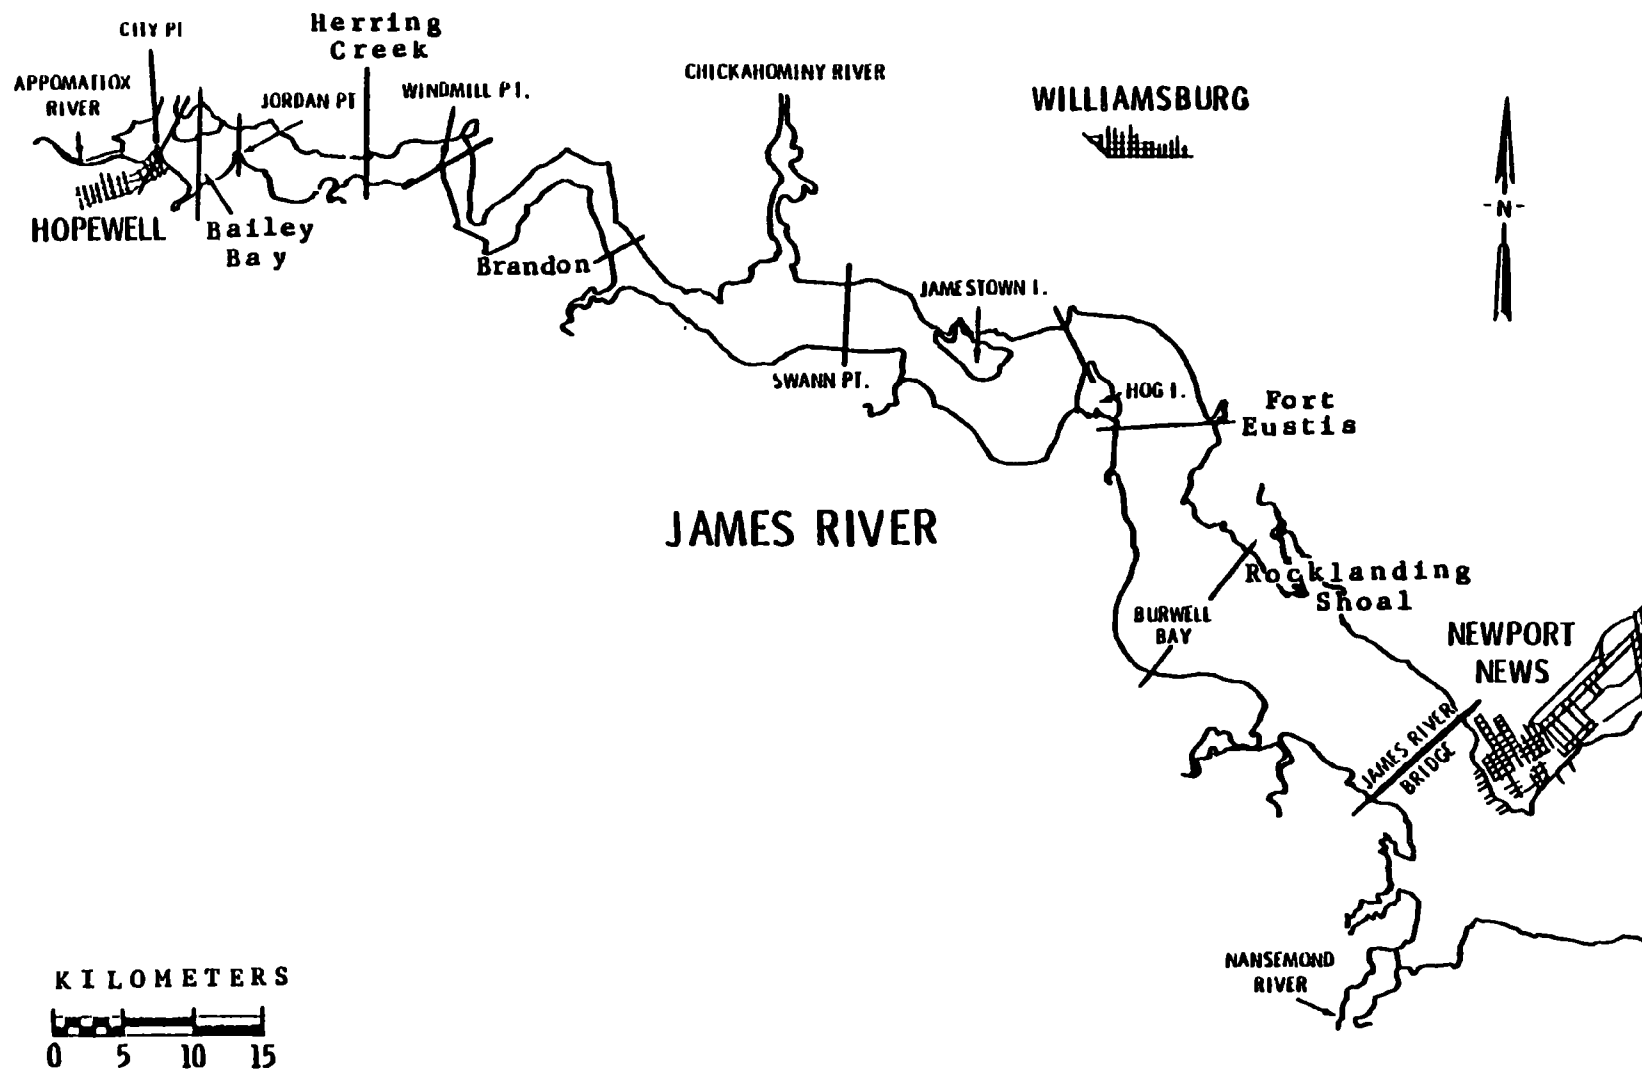 CITY PT
Herring
Creek
APPOMATTOX
RIVER
JORDAN PT
WINDMILL PT.
CHICKAHOMINY RIVER
WILLIAMSBURG
-N-
HOPEWELL
Bailey
Bay
Brandon
JAMESTOWN I.
SWANN PT.
HOG I.
Fort
Eustis
JAMES RIVER
Rocklanding
Shoal
BURWELL
BAY
NEWPORT
NEWS
JAMES RIVER
BRIDGE
NANSEMOND
RIVER
KILOMETERS
0 5 10 15